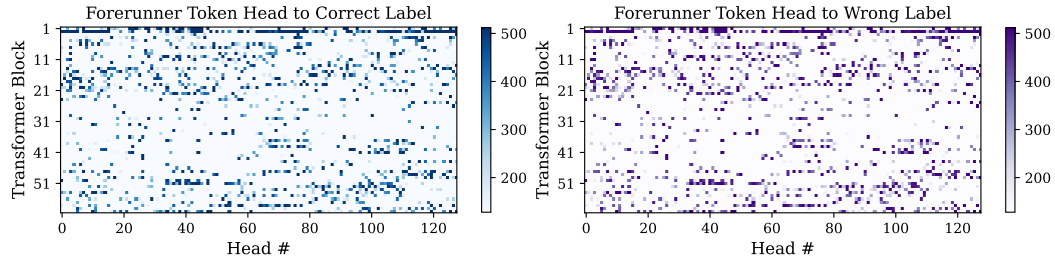 Forerunner Token Head to Correct Label
Transformer Block
1
11
21
31
41
51
0 20 40 60 80 100 120
Head #
500
400
300
200
Forerunner Token Head to Wrong Label
Transformer Block
1
11
21
31
41
51
0 20 40 60 80 100 120
Head #
500
400
300
200